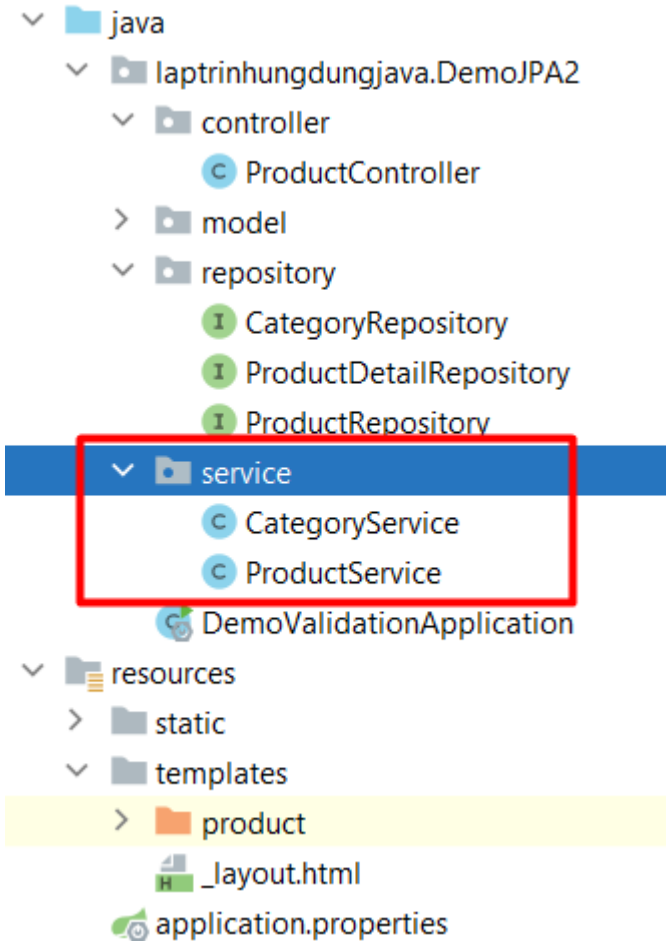 java
laptrinhungdungjava.DemoJPA2
controller
C ProductController
model
repository
I CategoryRepository
I ProductDetailRepository
I ProductRepository
service
C CategoryService
C ProductService
DemoValidationApplication
resources
static
templates
product
H _layout.html
application.properties